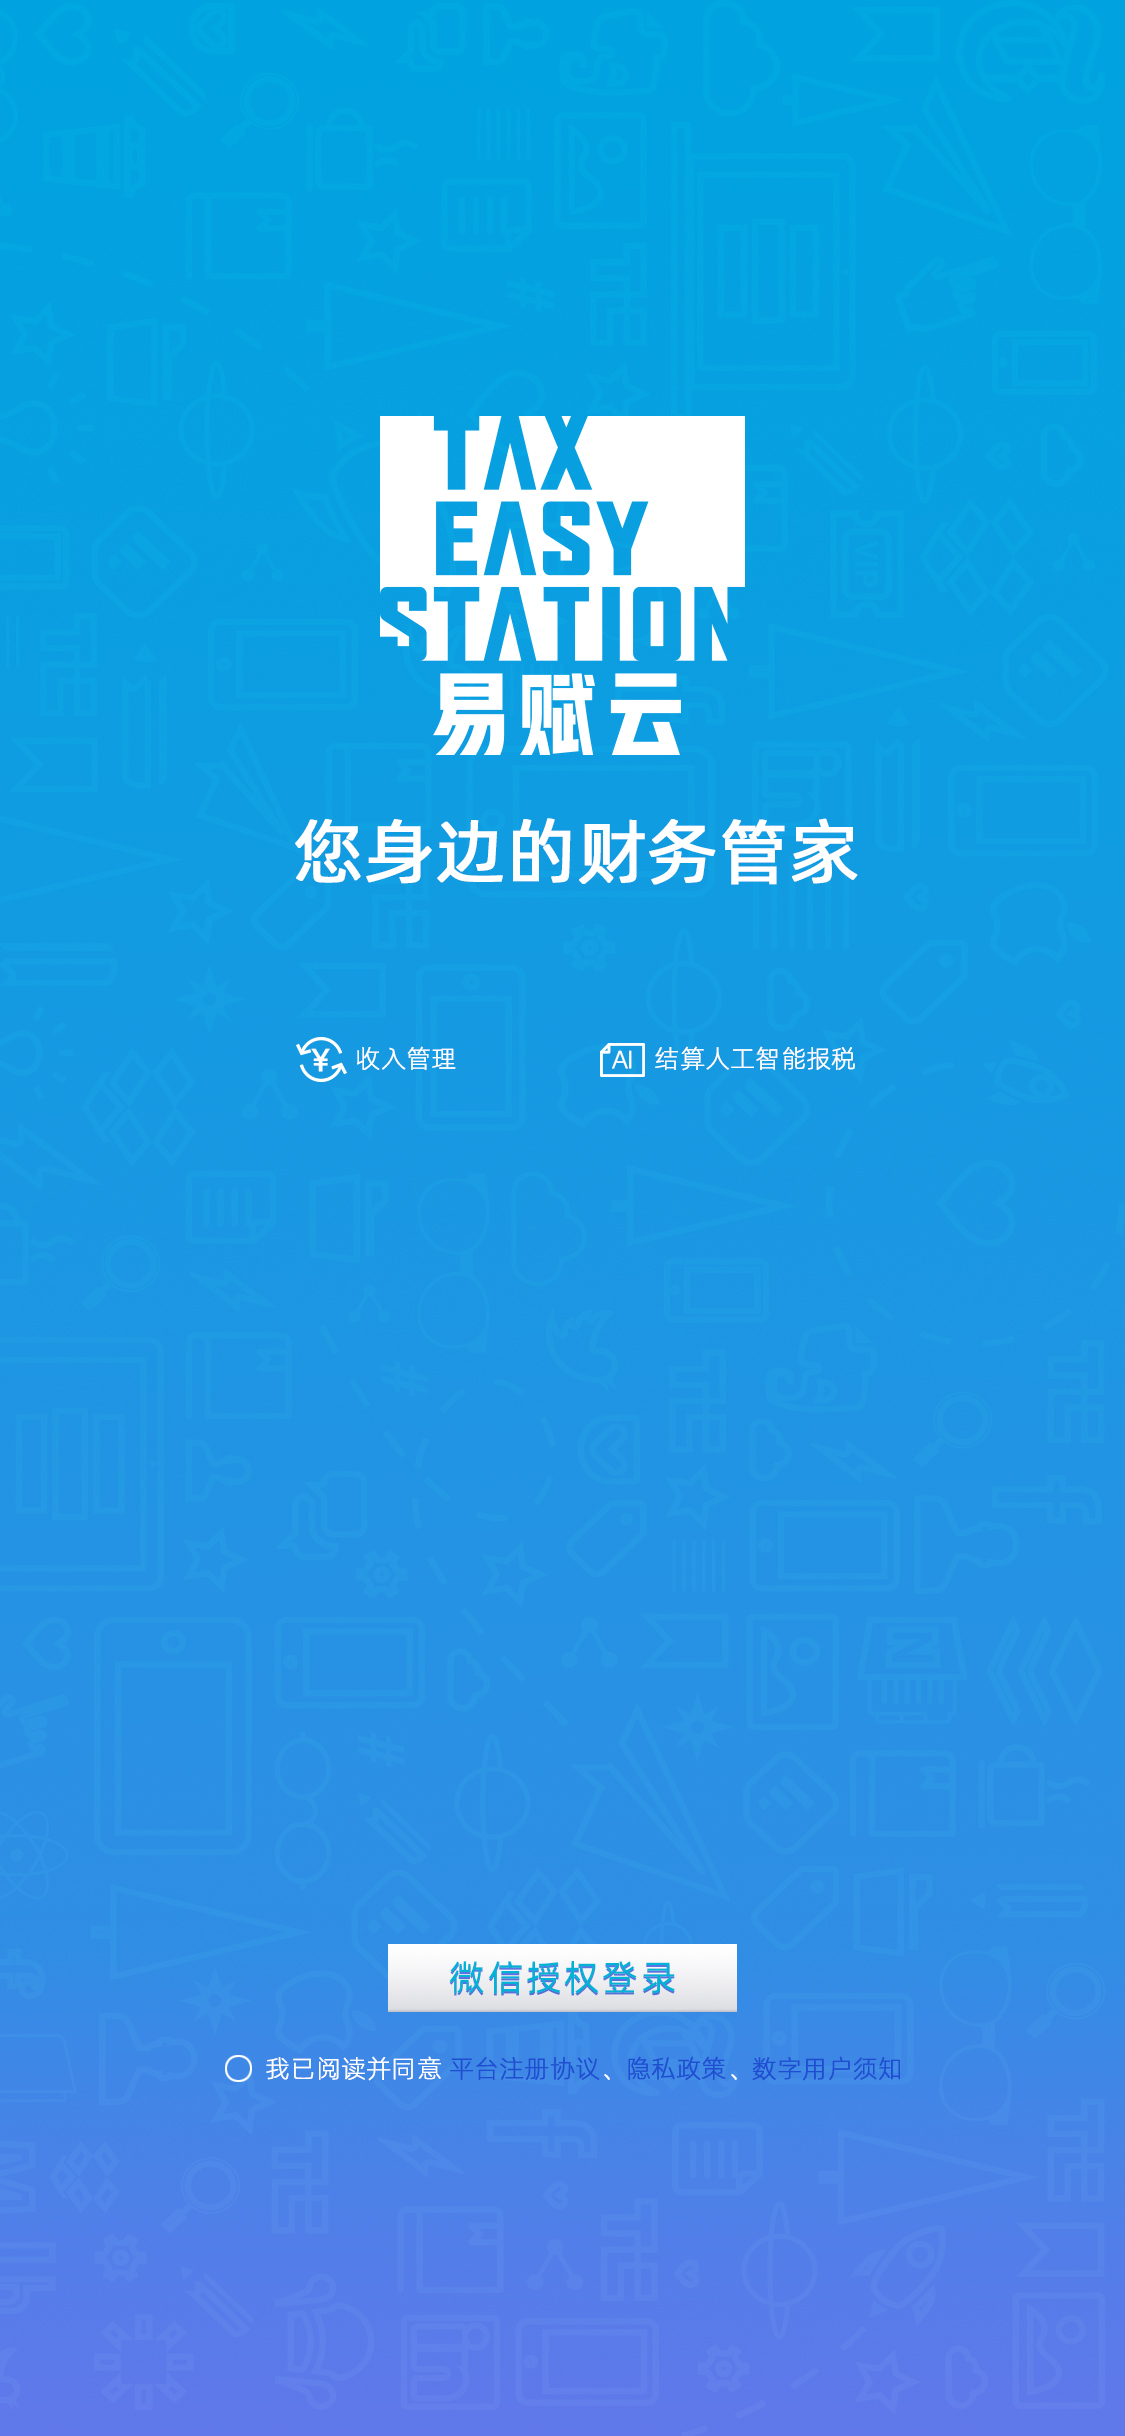 TAX
EASY
STATION
易赋云
您身边的财务管家
收入管理
AI 结算人工智能报税
微信授权登录
我已阅读并同意 平台注册协议、隐私政策、数字用户须知